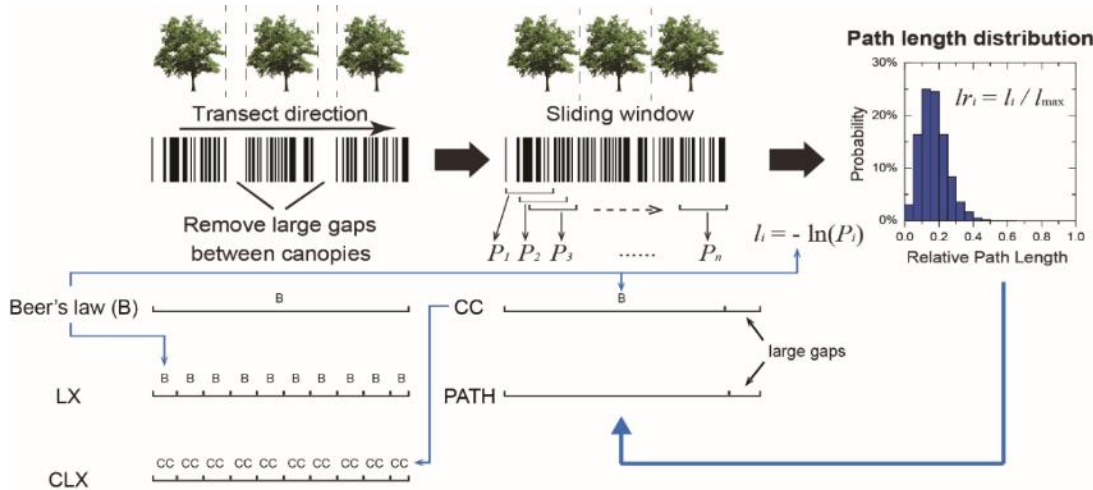 Transect direction
Remove large gaps
between canopies
Sliding window
P1 P2 P3 ...... Pn
li = - ln(Pi)
Path length distribution
lri = li / lmax
30%
20%
10%
0%
Probability
0.0 0.2 0.4 0.6 0.8 1.0
Relative Path Length
Beer's law (B)
B
CC
B
large gaps
LX
B B B B B B B B B B
PATH
CLX
CC CC CC CC CC CC CC CC CC CC